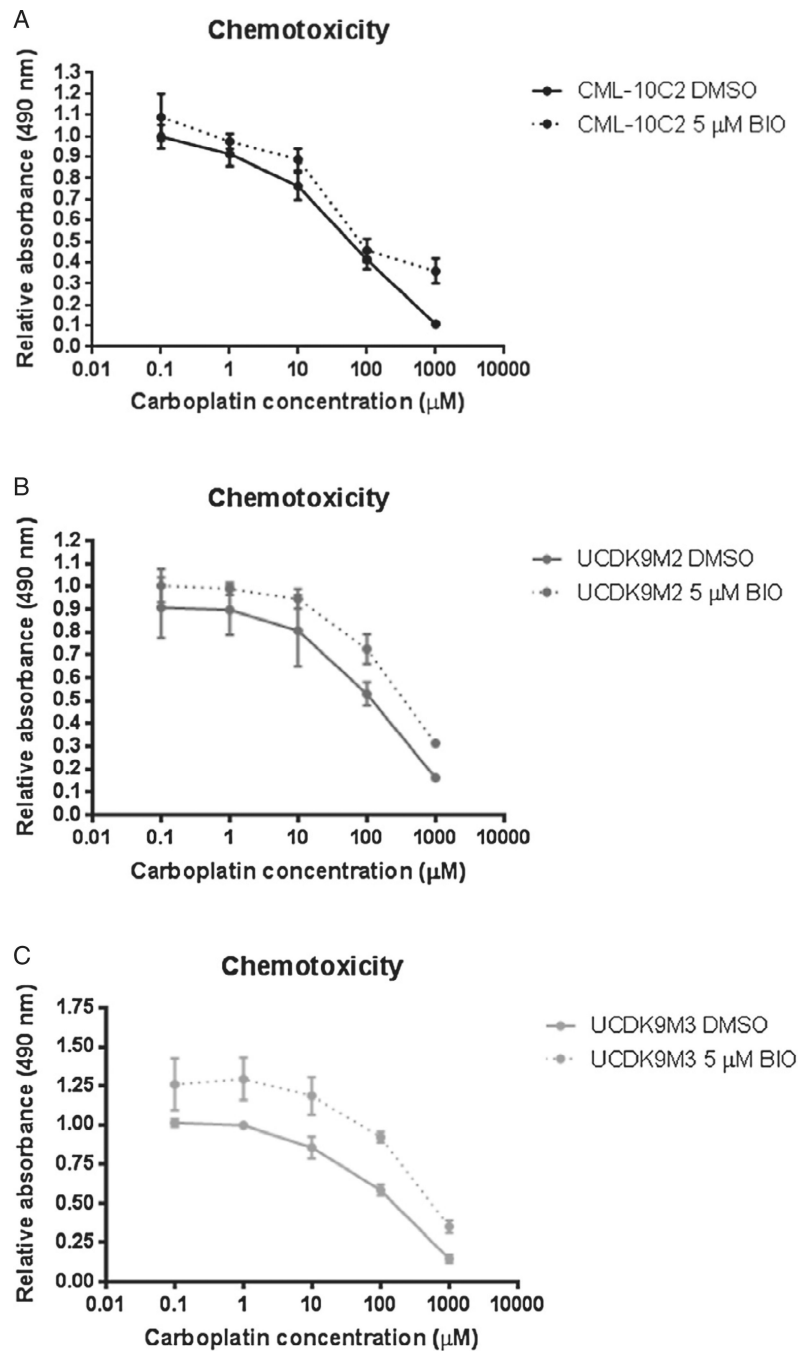 A
Chemotoxicity
Relative absorbance (490 nm)
1.3
1.2
1.1
1.0
0.9
0.8
0.7
0.6
0.5
0.4
0.3
0.2
0.1
0.0
0.01 0.1 1 10 100 1000 10000
Carboplatin concentration (μM)
CML-10C2 DMSO
CML-10C2 5 μM BIO
B
Chemotoxicity
Relative absorbance (490 nm)
1.2
1.1
1.0
0.9
0.8
0.7
0.6
0.5
0.4
0.3
0.2
0.1
0.0
0.01 0.1 1 10 100 1000 10000
Carboplatin concentration (μM)
UCDK9M2 DMSO
UCDK9M2 5 μM BIO
C
Chemotoxicity
Relative absorbance (490 nm)
1.75
1.50
1.25
1.00
0.75
0.50
0.25
0.00
0.01 0.1 1 10 100 1000 10000
Carboplatin concentration (μM)
UCDK9M3 DMSO
UCDK9M3 5 μM BIO